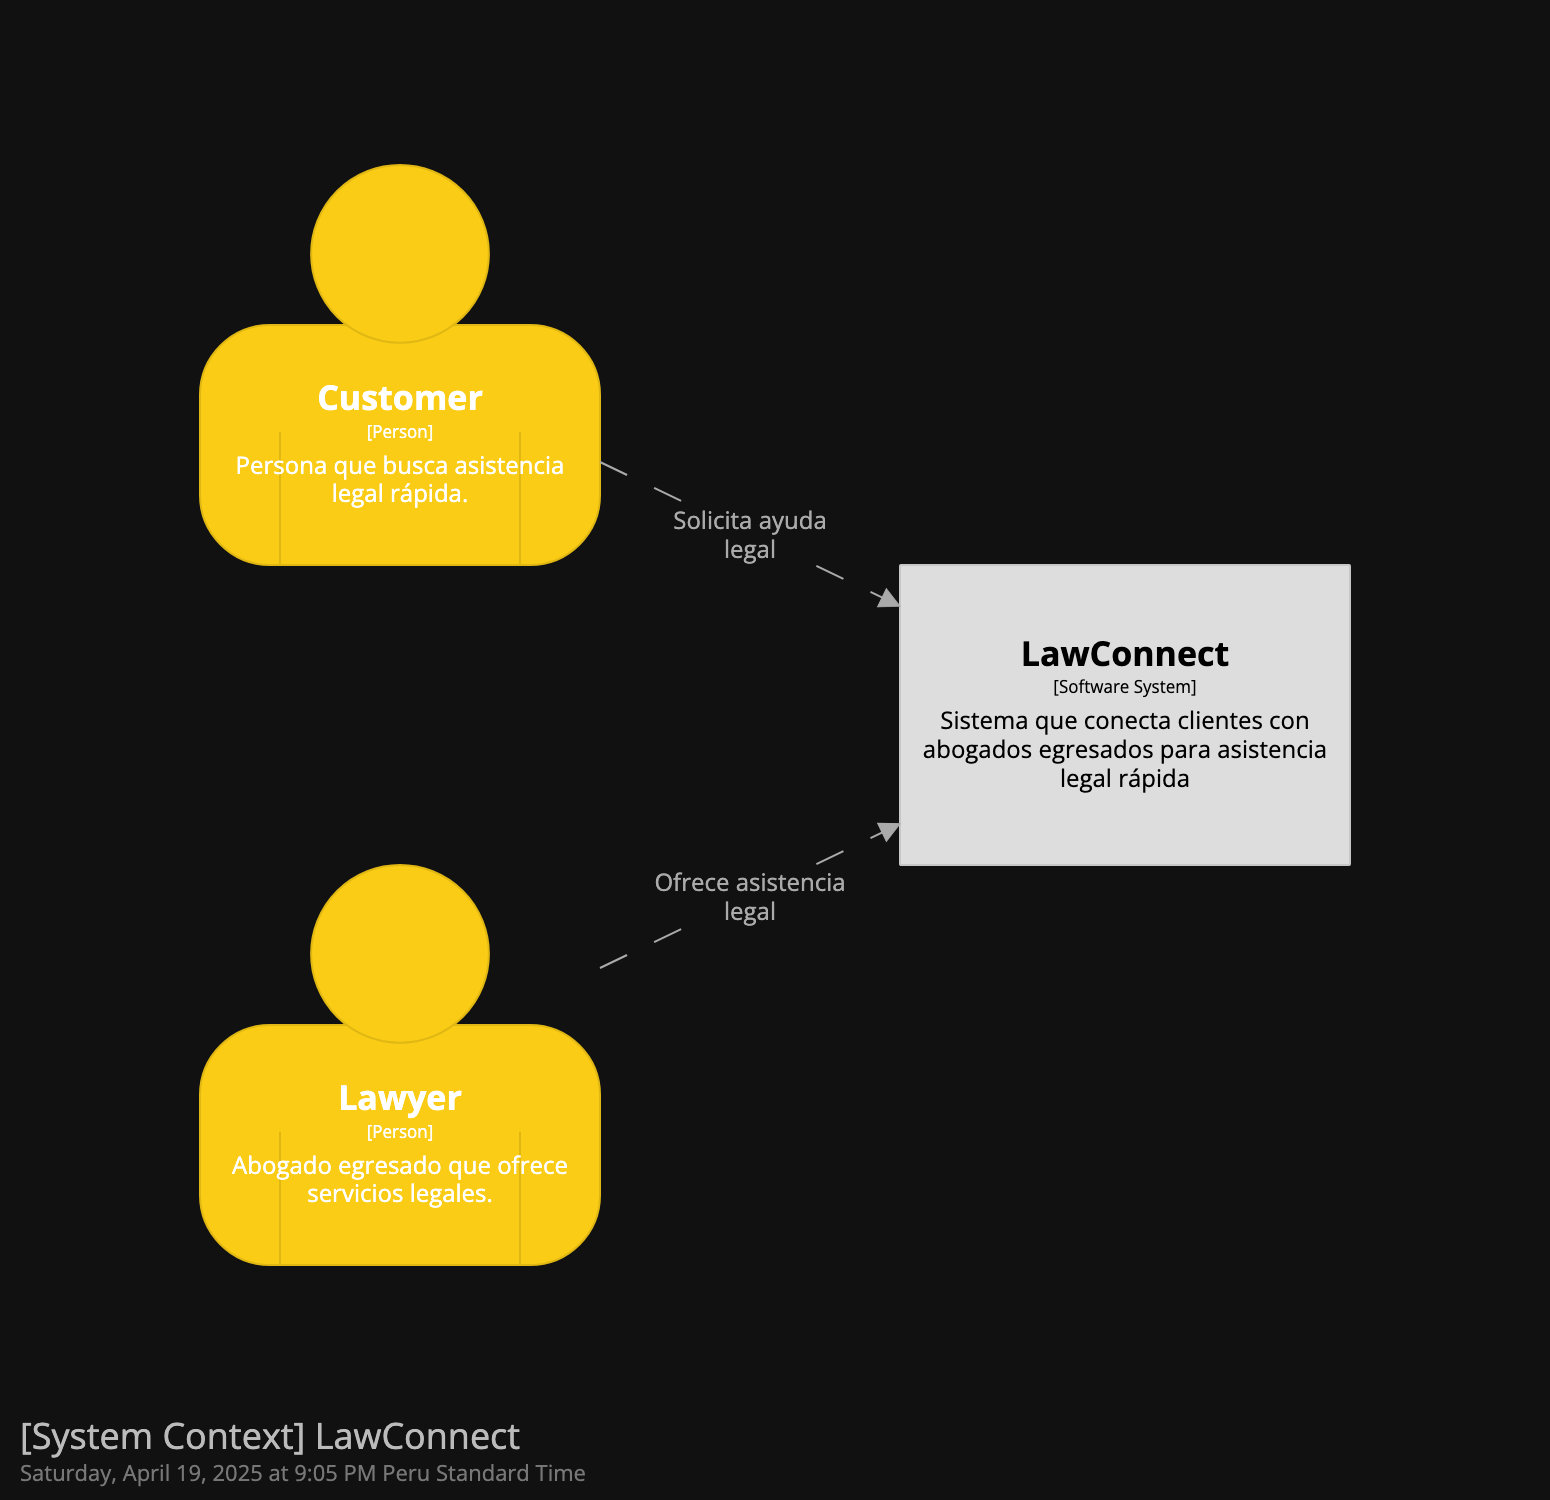 Customer
[Person]
Persona que busca asistencia
legal rápida.
Solicita ayuda
legal
LawConnect
[Software System]
Sistema que conecta clientes con
abogados egresados para asistencia
legal rápida
Ofrece asistencia
legal
Lawyer
[Person]
Abogado egresado que ofrece
servicios legales.
[System Context] LawConnect
Saturday, April 19, 2025 at 9:05 PM Peru Standard Time